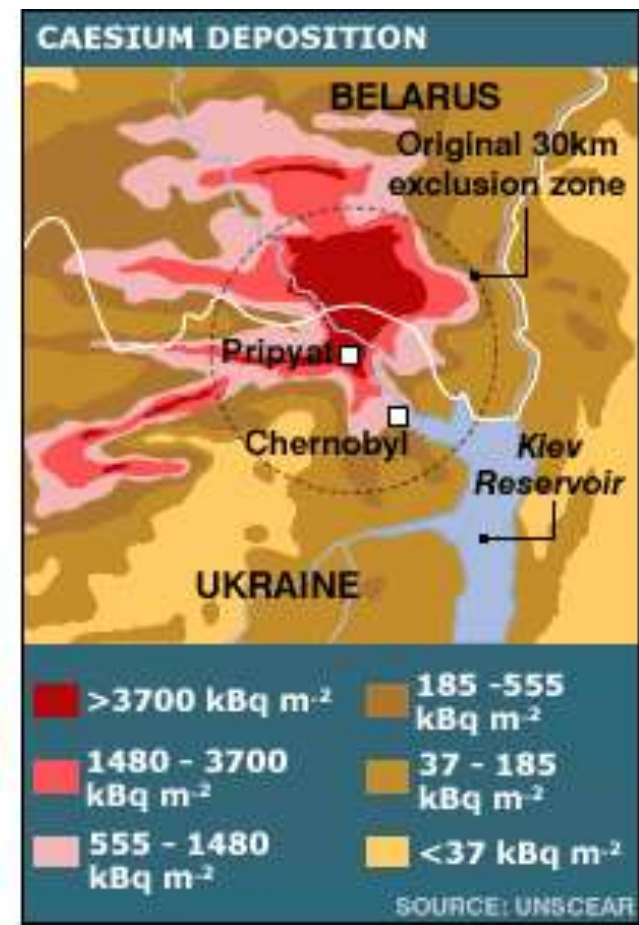 CAESIUM DEPOSITION
BELARUS
Original 30km
exclusion zone
Pripyat
Chernobyl
Kiev
Reservoir
UKRAINE
>3700 kBq m-2
1480 - 3700
kBq m-2
555 - 1480
kBq m-2
185 -555
kBq m-2
37 - 185
kBq m-2
<37 kBq m-2
SOURCE: UNSCEAR